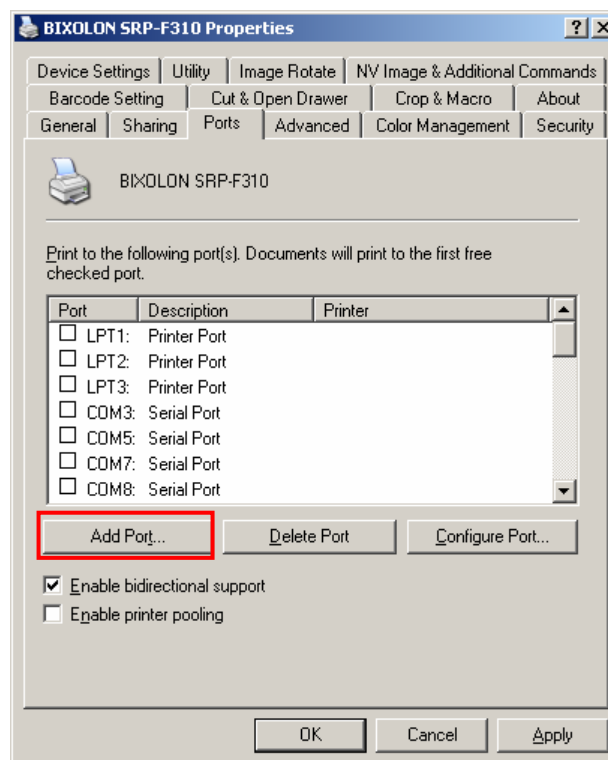 BIXOLON SRP-F310 Properties
Device Settings Utility Image Rotate NV Image & Additional Commands
Barcode Setting Cut & Open Drawer Crop & Macro About
General Sharing Ports Advanced Color Management Security
BIXOLON SRP-F310
Print to the following port(s). Documents will print to the first free
checked port.
Port Description Printer
LPT1: Printer Port
LPT2: Printer Port
LPT3: Printer Port
COM3: Serial Port
COM5: Serial Port
COM7: Serial Port
COM8: Serial Port
Add Port... Delete Port Configure Port...
Enable bidirectional support
Enable printer pooling
OK Cancel Apply